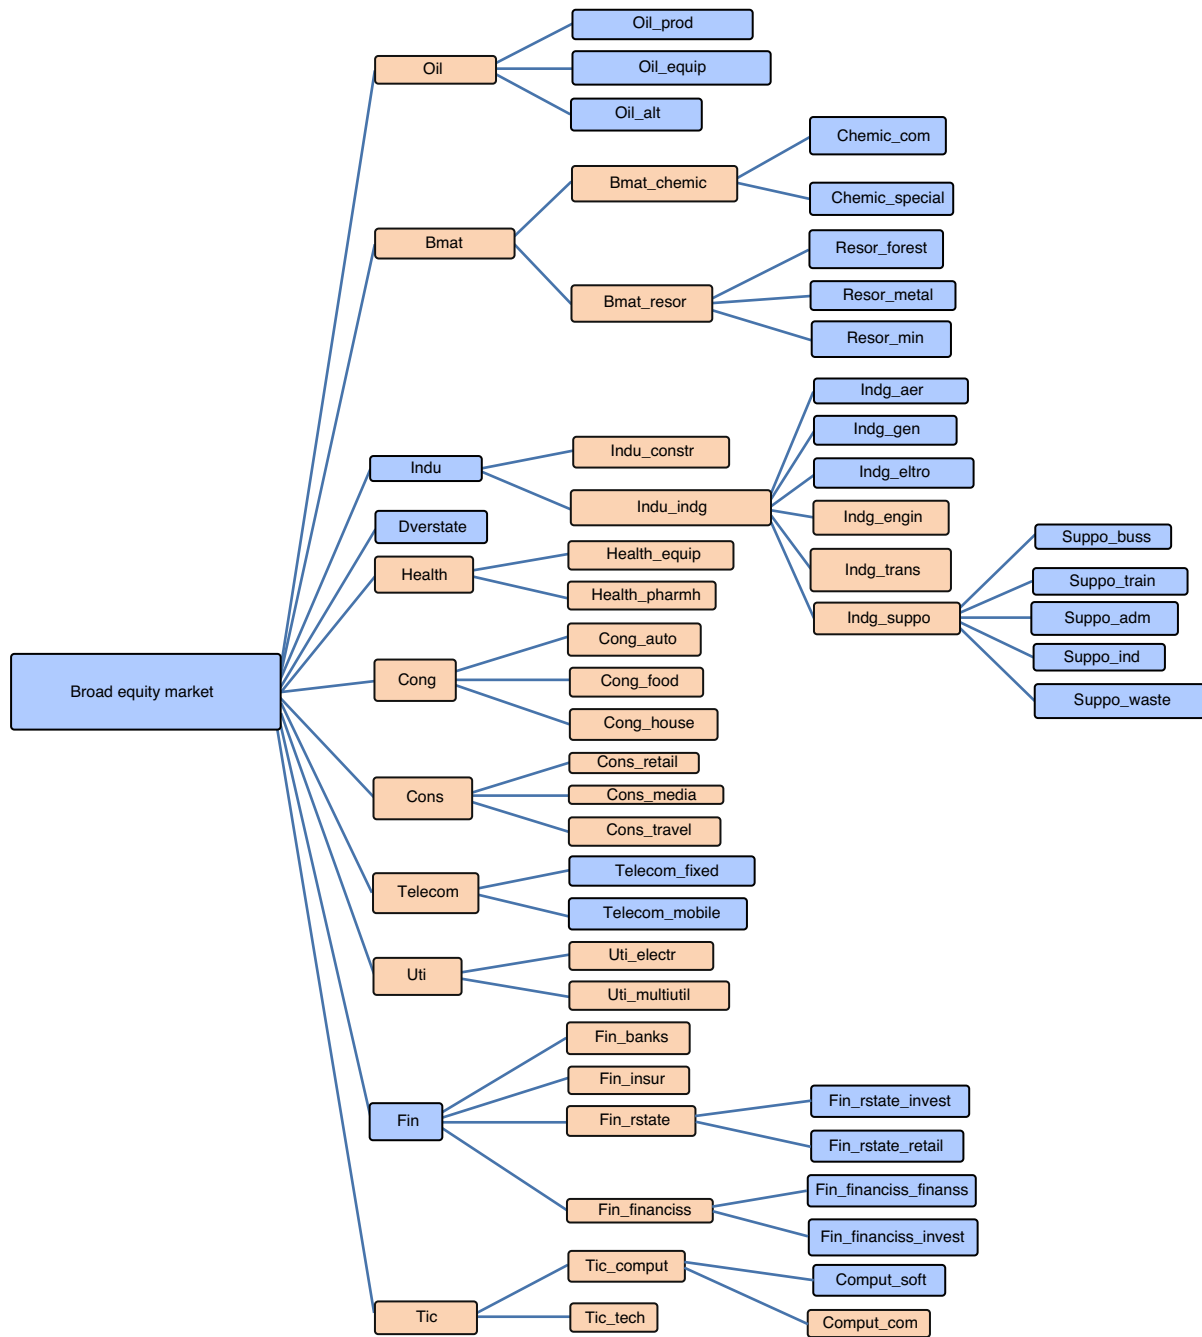 Broad equity market
Oil
Oil_prod
Oil_equip
Oil_alt
Bmat
Bmat_chemic
Chemic_com
Chemic_special
Bmat_resor
Resor_forest
Resor_metal
Resor_min
Indu
Indu_constr
Indu_indg
Indg_aer
Indg_gen
Indg_eltro
Indg_engin
Indg_trans
Indg_suppo
Suppo_buss
Suppo_train
Suppo_adm
Suppo_ind
Suppo_waste
Dverstate
Health
Health_equip
Health_pharmh
Cong
Cong_auto
Cong_food
Cong_house
Cons
Cons_retail
Cons_media
Cons_travel
Telecom
Telecom_fixed
Telecom_mobile
Uti
Uti_electr
Uti_multiutil
Fin
Fin_banks
Fin_insur
Fin_rstate
Fin_rstate_invest
Fin_rstate_retail
Fin_financiss
Fin_financiss_finanss
Fin_financiss_invest
Tic
Tic_comput
Comput_soft
Comput_com
Tic_tech